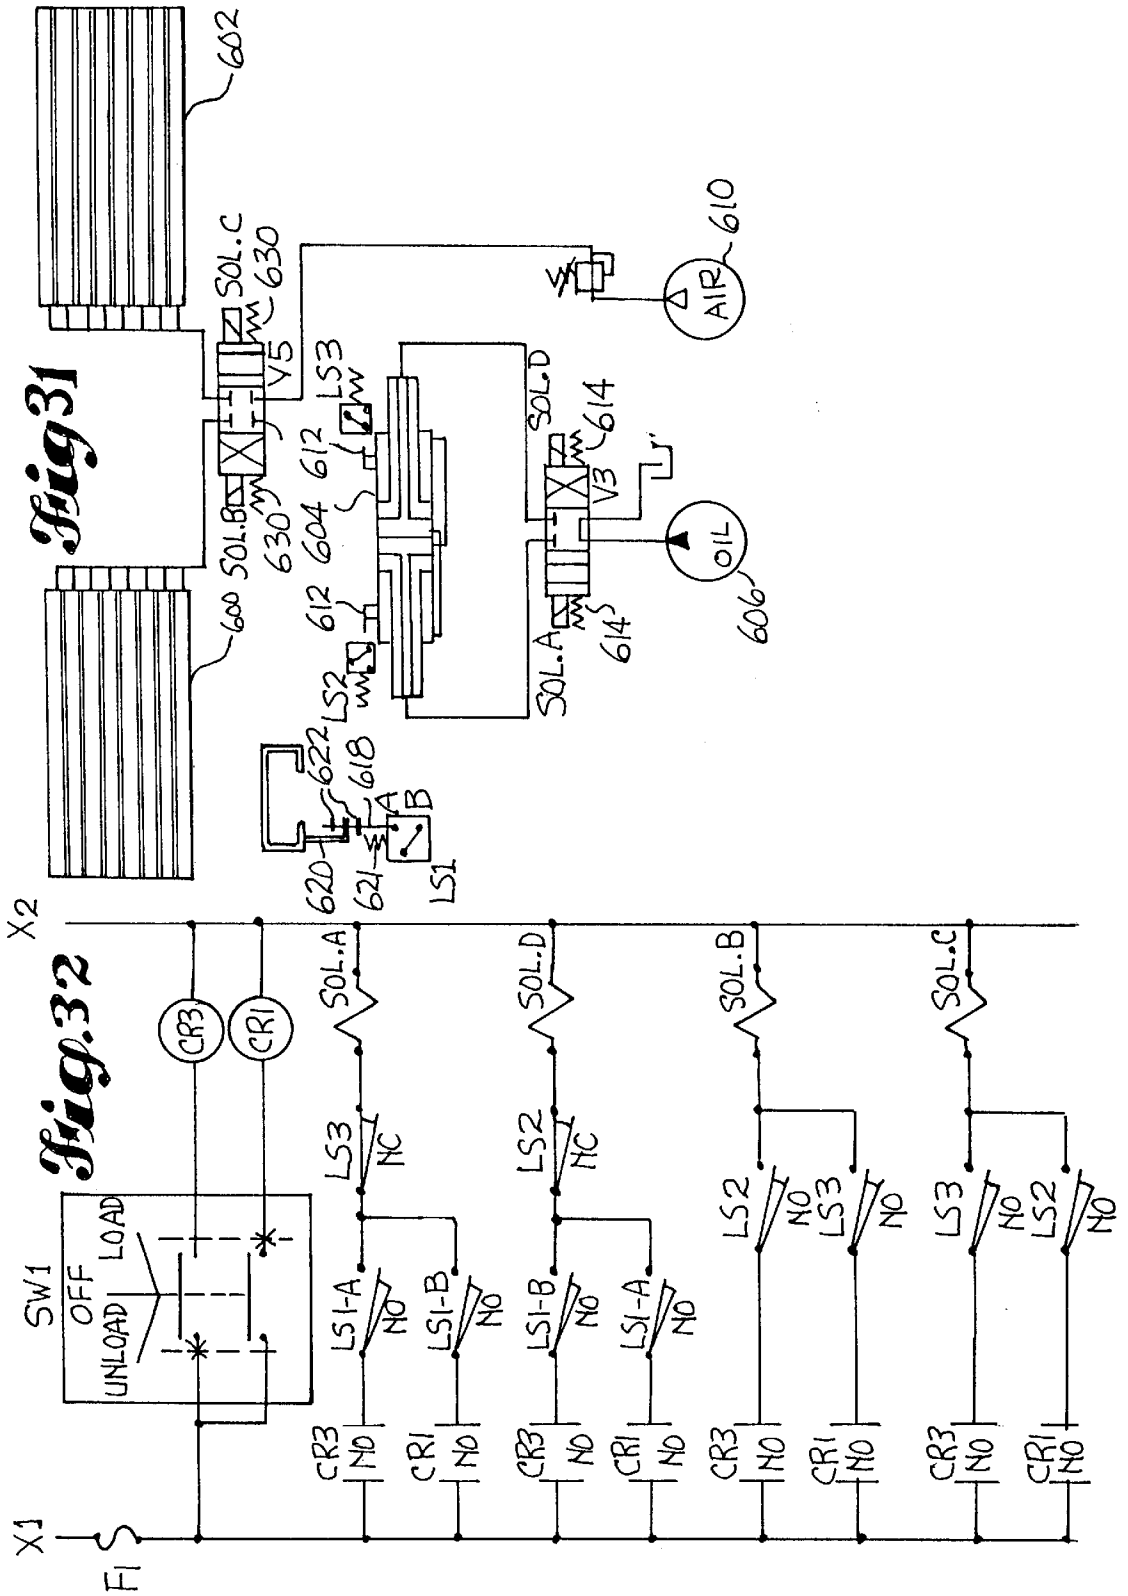 Fig. 32
X1
F1
SW1
UNLOAD
OFF
LOAD
X2
CR3
CR1
CR3
NO
LS1-A
NO
LS3
NC
SOL.A
CR1
NO
LS1-B
NO
CR3
NO
LS1-B
NO
LS2
NC
SOL.D
CR1
NO
LS1-A
NO
CR3
NO
LS2
NO
SOL.B
CR1
NO
LS3
NO
CR3
NO
LS3
NO
SOL.C
CR1
NO
LS2
NO
Fig 31
600
602
SOL.B
SOL.C
630
630
V5
620
622
621
618
A
B
LS1
LS2
612
604
612
LS3
SOL.A
SOL.D
614
614
V3
OIL
606
AIR
610